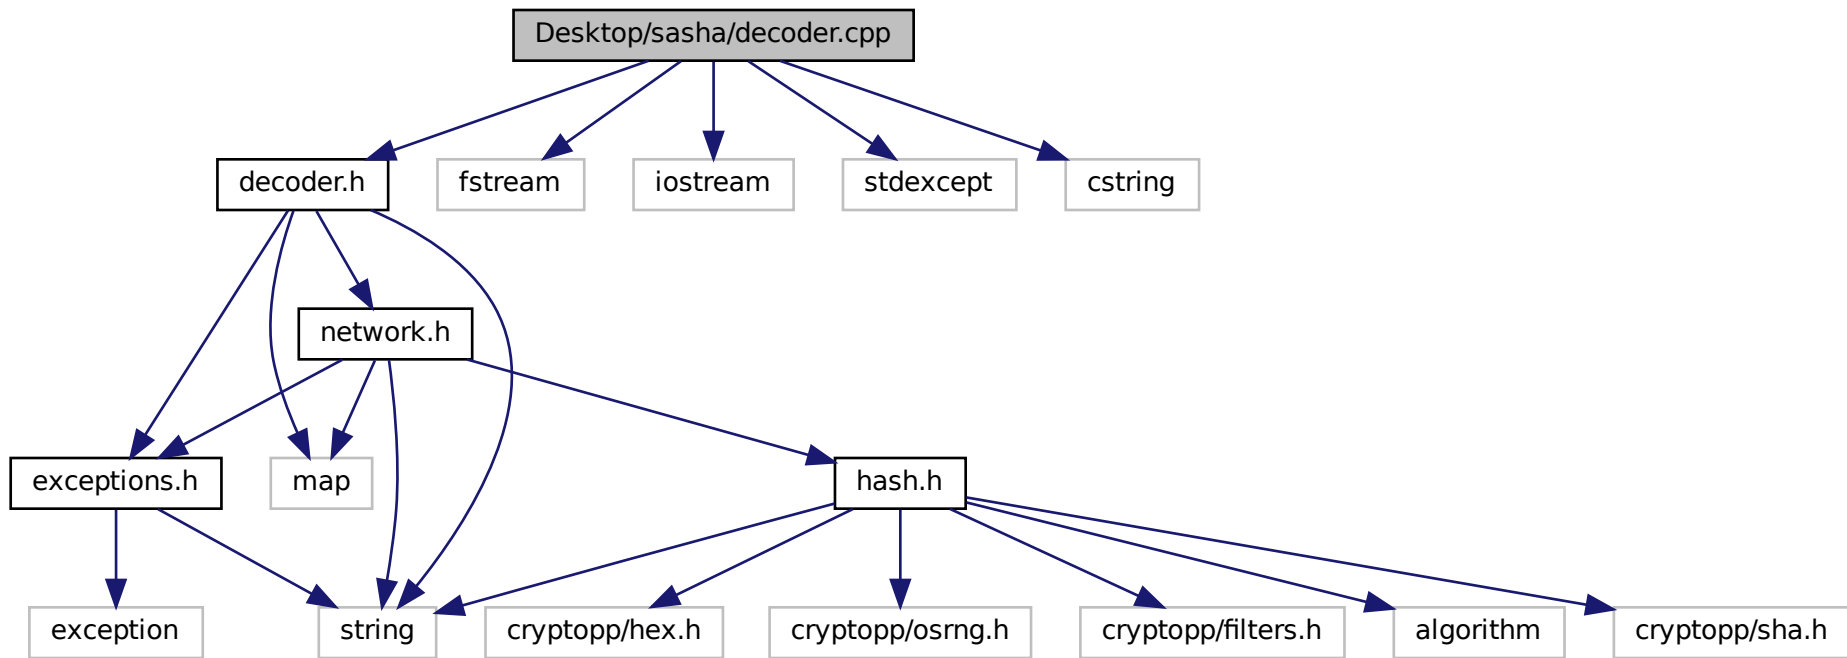 Desktop/sasha/decoder.cpp
decoder.h
fstream
iostream
stdexcept
cstring
network.h
exceptions.h
map
hash.h
exception
string
cryptopp/hex.h
cryptopp/osrng.h
cryptopp/filters.h
algorithm
cryptopp/sha.h